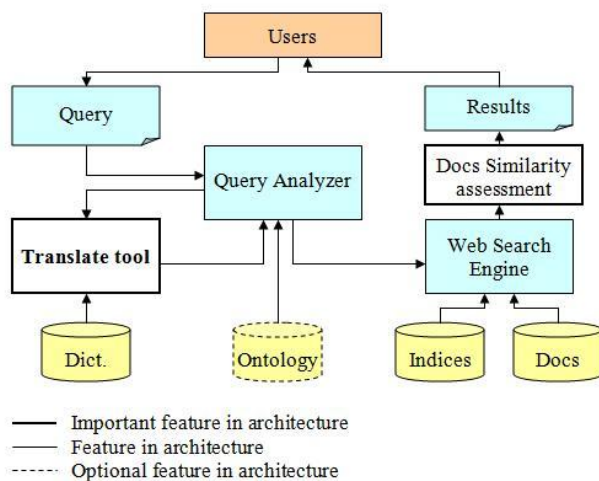 Users
Query
Results
Query Analyzer
Docs Similarity
assessment
Translate tool
Web Search
Engine
Dict.
Ontology
Indices
Docs
Important feature in architecture
Feature in architecture
Optional feature in architecture